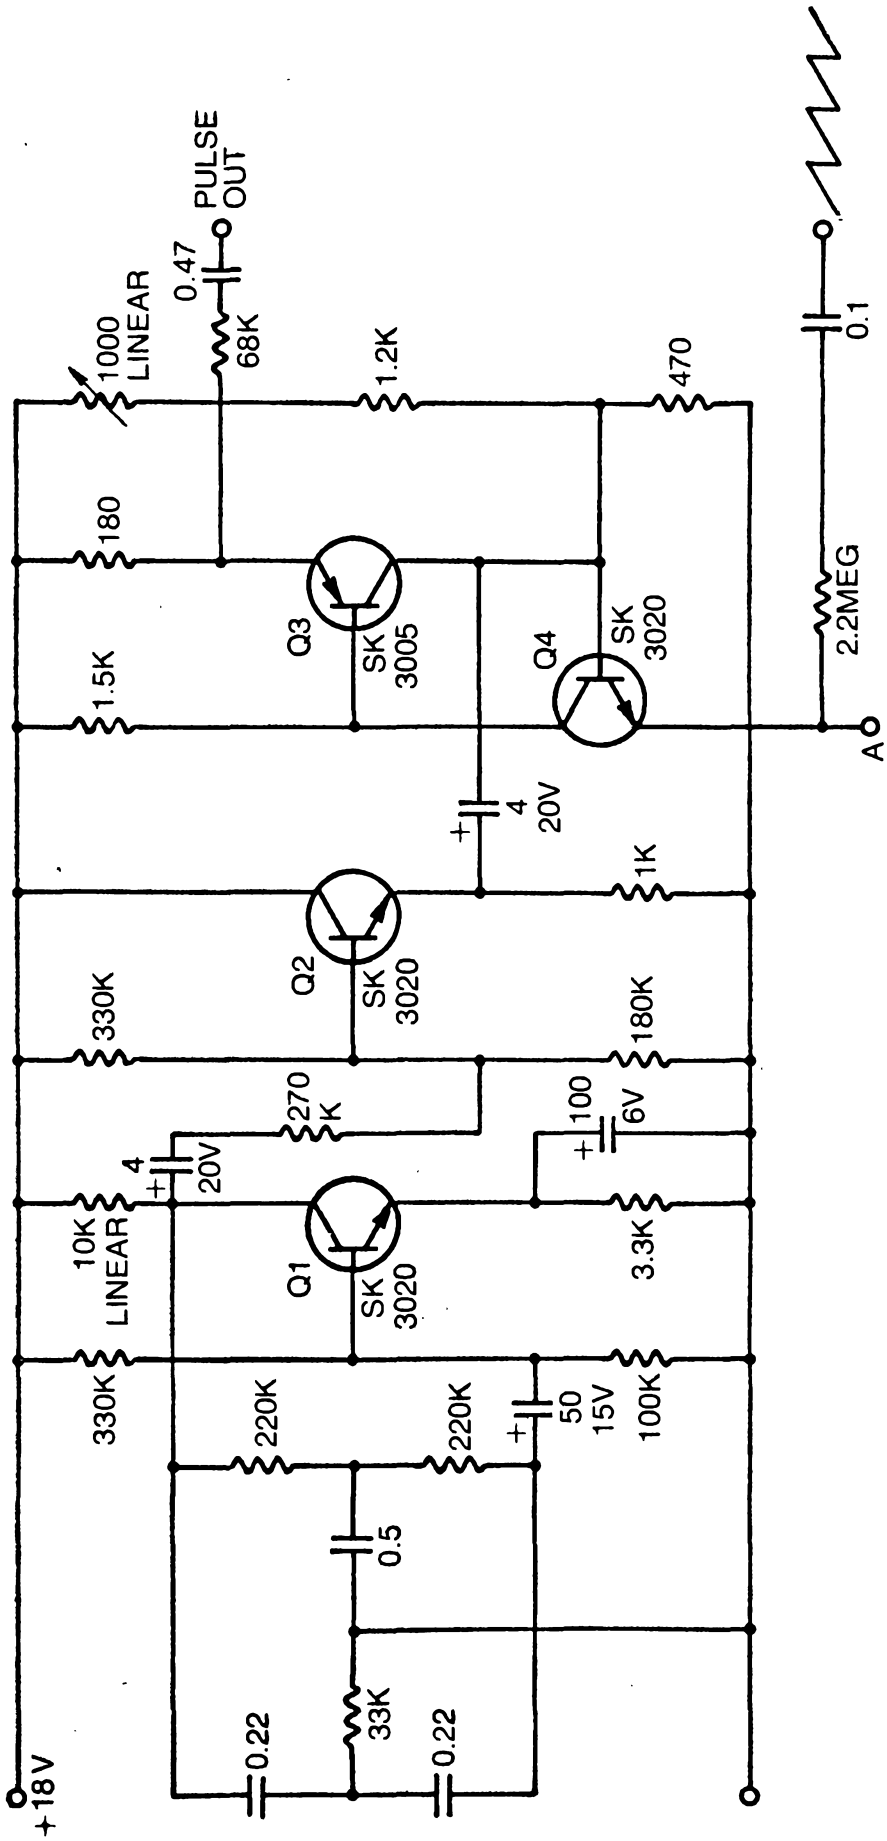 +18V
330K
10K
LINEAR
4
+
20V
270
K
330K
1.5K
180
1000
LINEAR
0.47
PULSE
OUT
68K
0.22
220K
33K
0.5
0.22
220K
+
50
15V
Q1
SK
3020
Q2
SK
3020
Q3
SK
3005
1.2K
+
4
20V
Q4
SK
3020
100K
3.3K
+
100
6V
180K
1K
470
A
2.2MEG
0.1